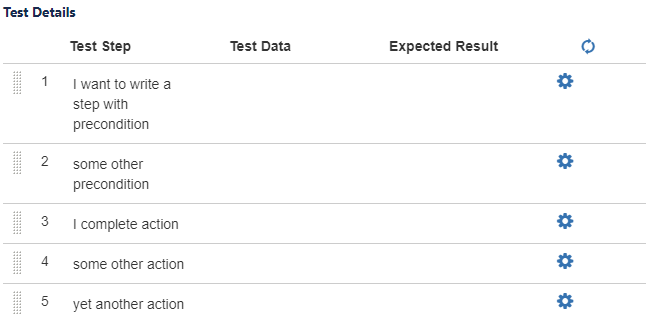 Test Details
Test Step Test Data Expected Result
1 I want to write a
step with
precondition
2 some other
precondition
3 I complete action
4 some other action
5 yet another action